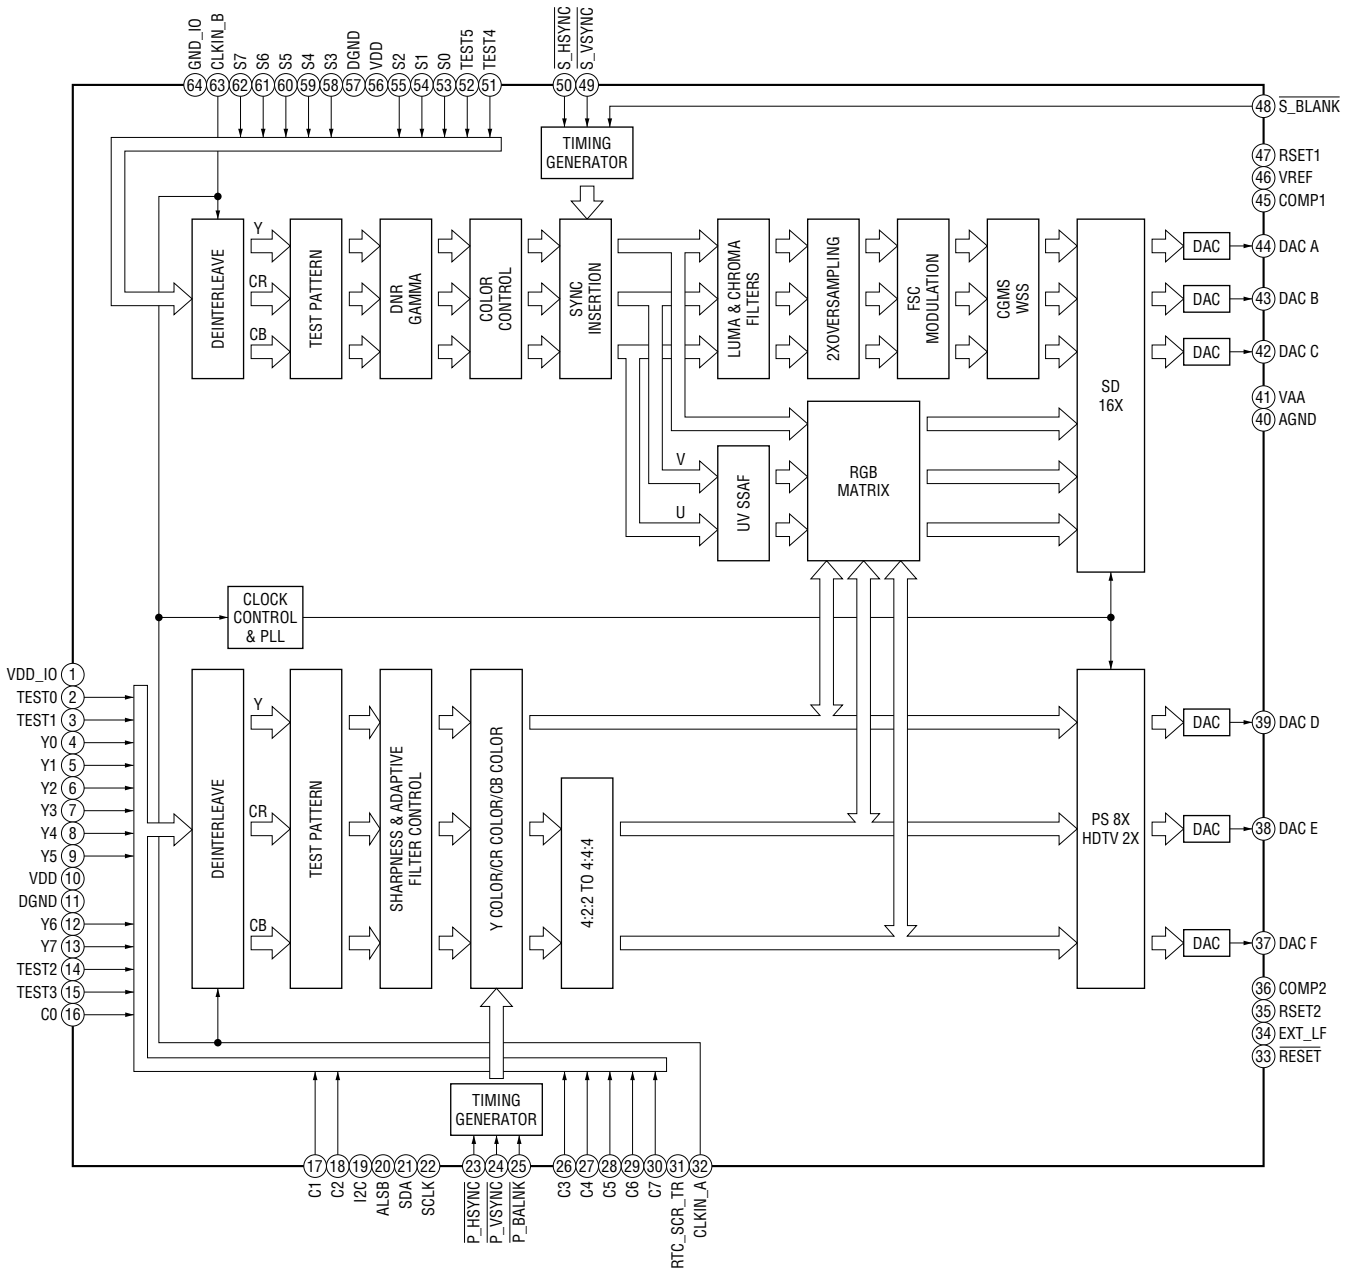 GND_IO
CLKIN_B
S7
S6
S5
S4
S3
DGND
VDD
S2
S1
S0
TEST5
TEST4
S_HSYNC
S_VSYNC
64
63
62
61
60
59
58
57
56
55
54
53
52
51
50
49
48 S_BLANK
TIMING
GENERATOR
47 RSET1
46 VREF
45 COMP1
DEINTERLEAVE
Y
CR
CB
TEST PATTERN
DNR
GAMMA
COLOR
CONTROL
SYNC
INSERTION
LUMA & CHROMA
FILTERS
2XOVERSAMPLING
FSC
MODULATION
CGMS
WSS
SD
16X
DAC
44 DAC A
DAC
43 DAC B
DAC
42 DAC C
41 VAA
40 AGND
V
U
UV SSAF
RGB
MATRIX
CLOCK
CONTROL
& PLL
VDD_IO 1
TEST0 2
TEST1 3
Y0 4
Y1 5
Y2 6
Y3 7
Y4 8
Y5 9
VDD 10
DGND 11
Y6 12
Y7 13
TEST2 14
TEST3 15
C0 16
DEINTERLEAVE
Y
CR
CB
TEST PATTERN
SHARPNESS & ADAPTIVE
FILTER CONTROL
Y COLOR/CR COLOR/CB COLOR
4:2:2 TO 4:4:4
PS 8X
HDTV 2X
DAC
39 DAC D
DAC
38 DAC E
DAC
37 DAC F
36 COMP2
35 RSET2
34 EXT_LF
33 RESET
TIMING
GENERATOR
17
18
19
20
21
22
23
24
25
26
27
28
29
30
31
32
C1
C2
I2C
ALSB
SDA
SCLK
P_HSYNC
P_VSYNC
P_BALNK
C3
C4
C5
C6
C7
RTC_SCR_TR
CLKIN_A